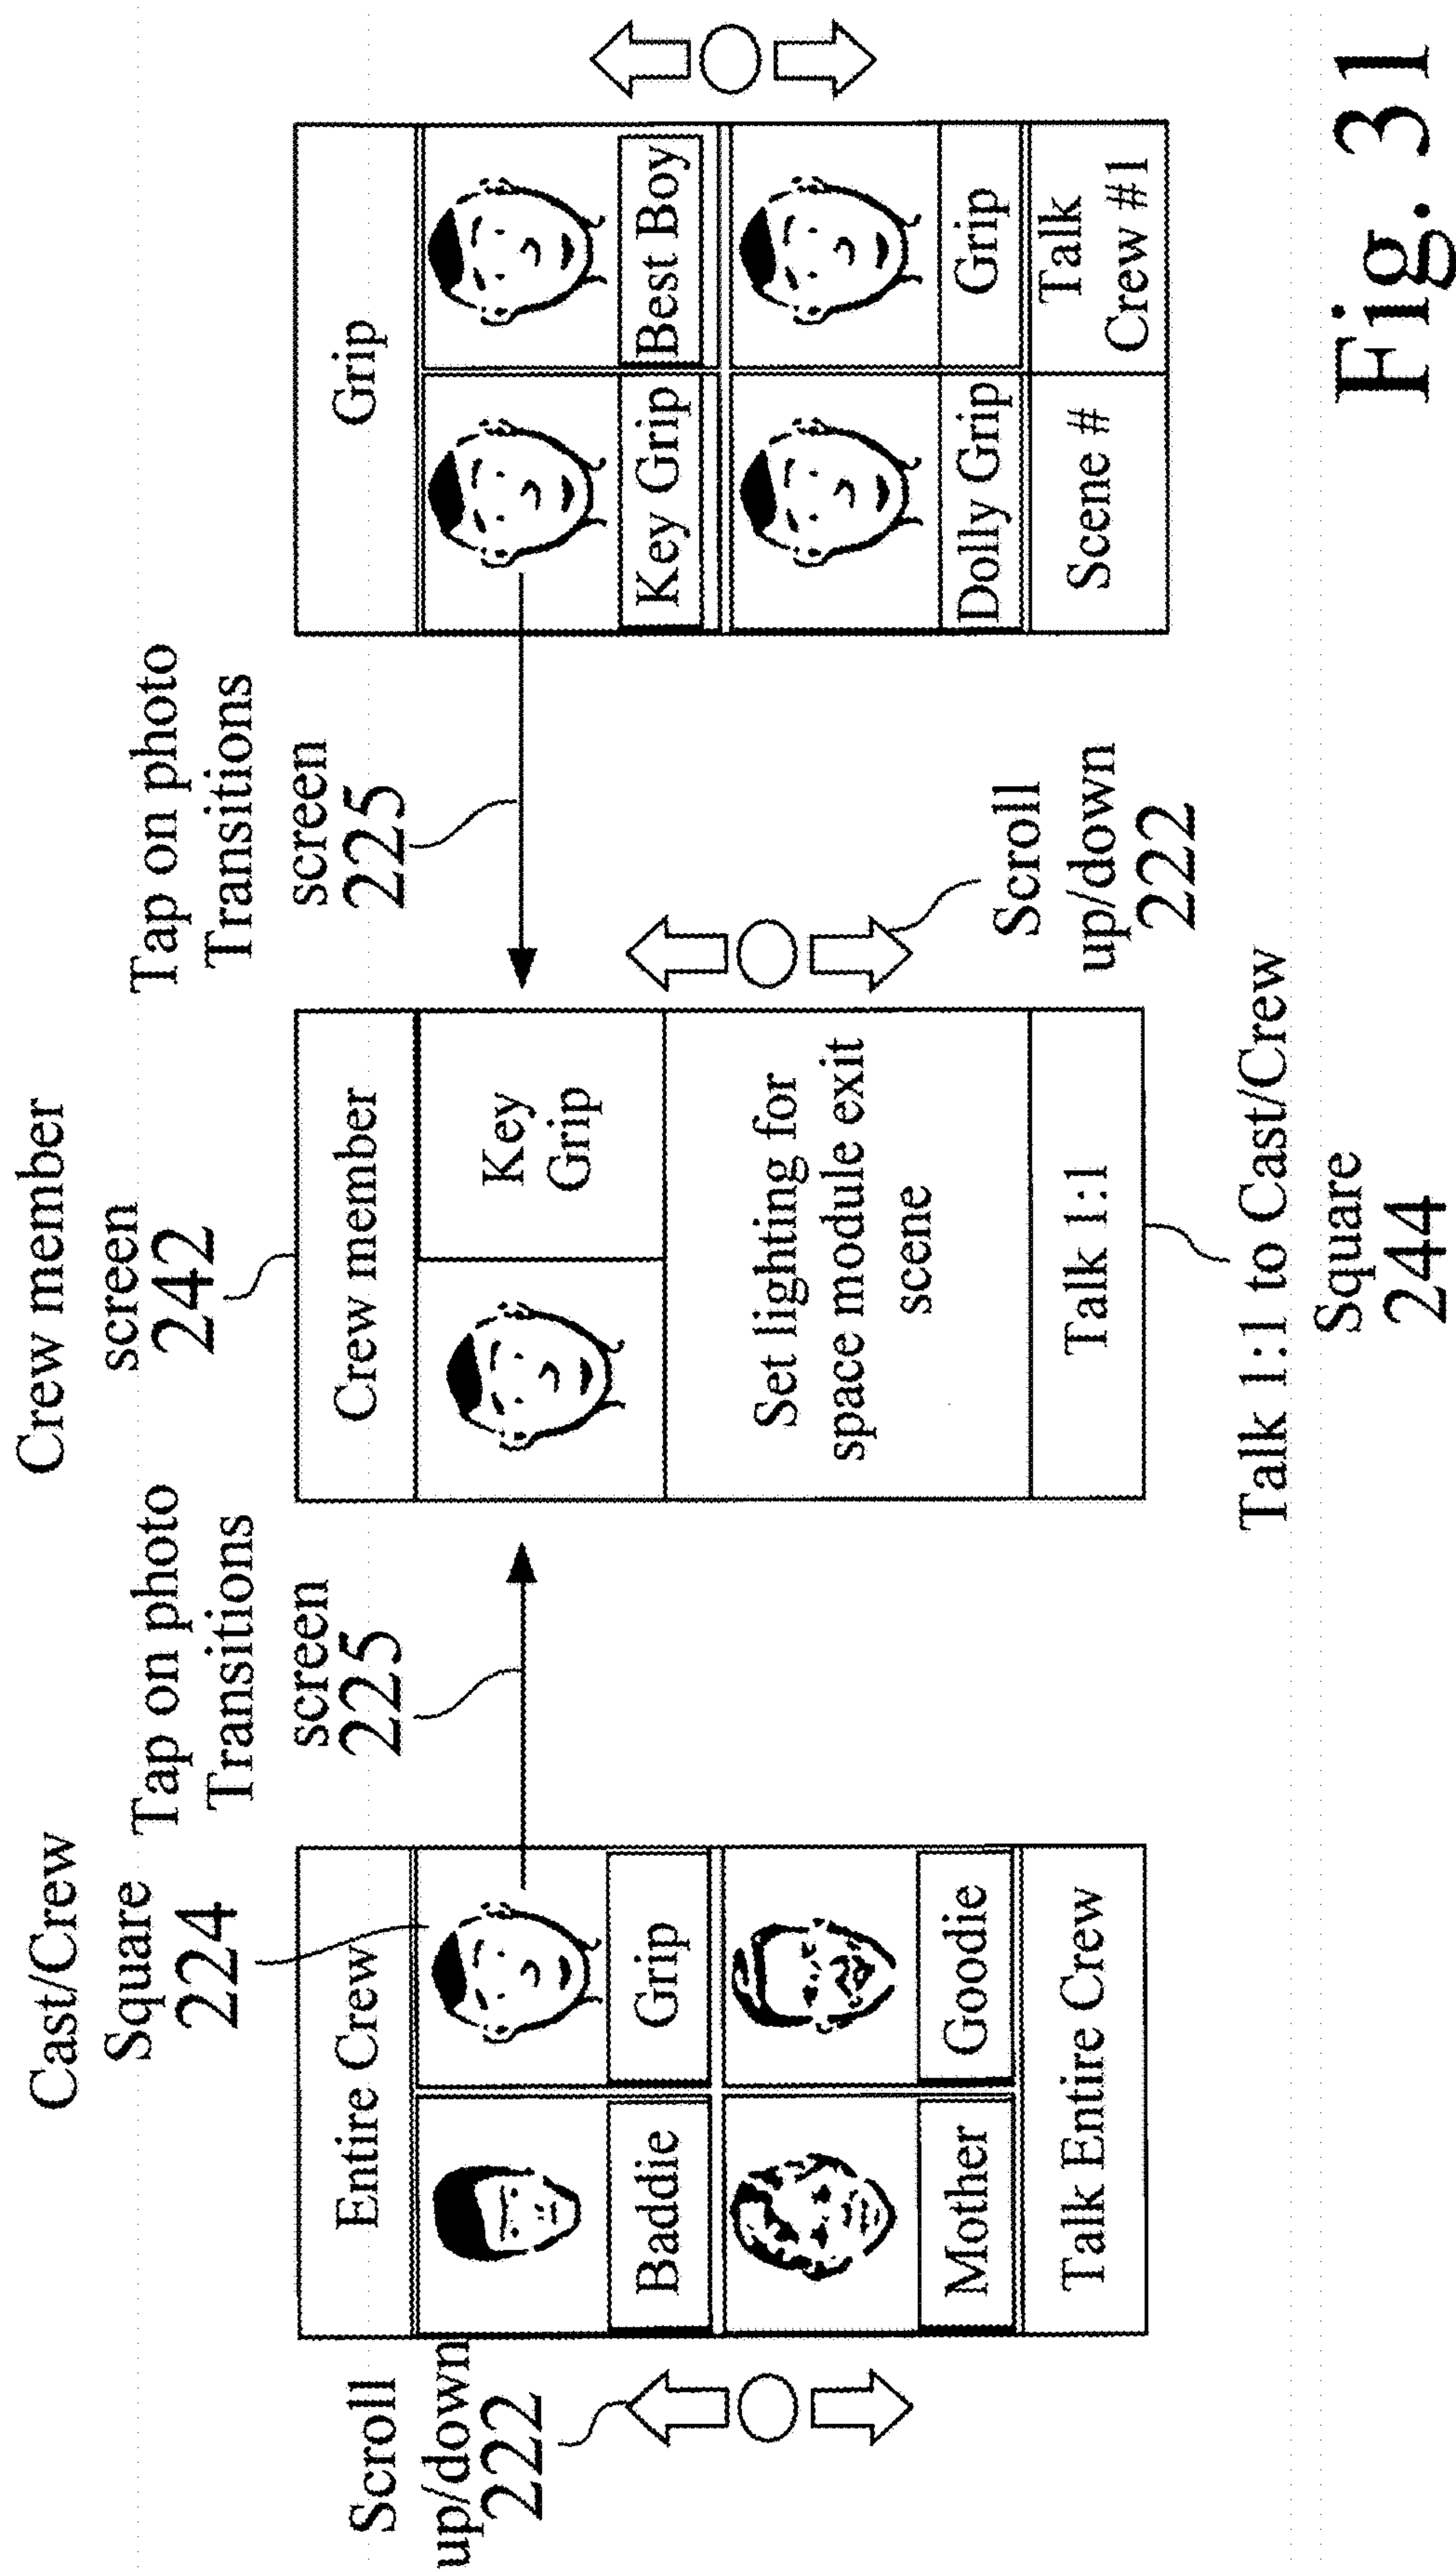 Scroll
up/down
222
Cast/Crew
Square
224
Entire Crew
Baddie
Grip
Mother
Goodie
Talk Entire Crew
Tap on photo
Transitions
screen
225
Crew member
screen
242
Crew member
Key
Grip
Set lighting for
space module exit
scene
Talk 1:1
Talk 1:1 to Cast/Crew
Square
244
Tap on photo
Transitions
screen
225
Scroll
up/down
222
Grip
Key Grip
Best Boy
Dolly Grip
Grip
Scene #
Talk
Crew #1
Fig. 31